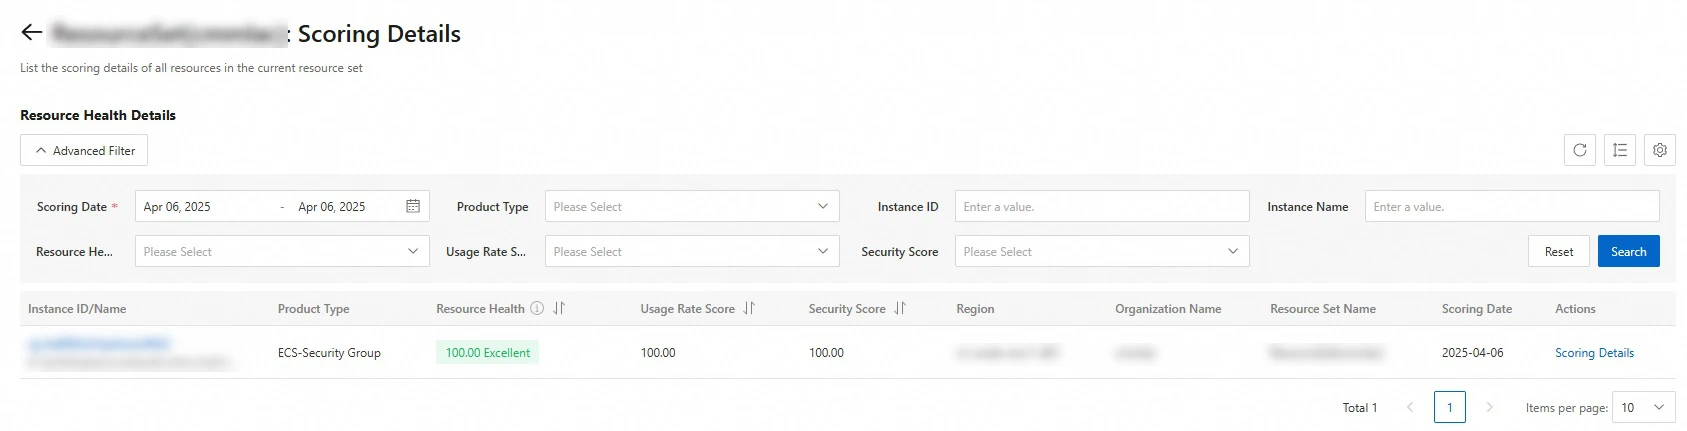 : Scoring Details
List the scoring details of all resources in the current resource set
Resource Health Details
Advanced Filter
Scoring Date * Apr 06, 2025 - Apr 06, 2025 Product Type Please Select Instance ID Enter a value. Instance Name Enter a value.
Resource He... Please Select Usage Rate S... Please Select Security Score Please Select Reset Search
Instance ID/Name Product Type Resource Health Usage Rate Score Security Score Region Organization Name Resource Set Name Scoring Date Actions
ECS-Security Group 100.00 Excellent 100.00 100.00 2025-04-06 Scoring Details
Total 1 1 Items per page: 10